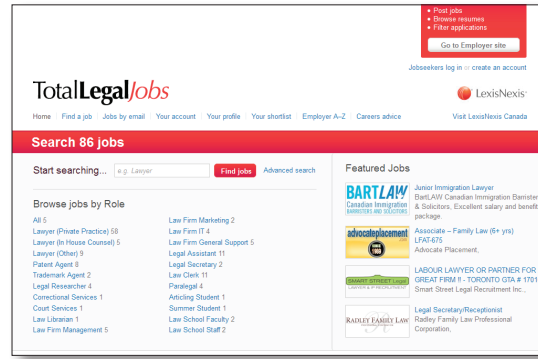 Post jobs
Browse resumes
Filter applications
Go to Employer site
Jobseekers log in or create an account
TotalLegalJobs
LexisNexis
Home Find a job Jobs by email Your account Your profile Your shortlist Employer A–Z Careers advice Visit LexisNexis Canada
Search 86 jobs
Start searching... e.g. Lawyer Find jobs Advanced search
Browse jobs by Role
All 5
Lawyer (Private Practice) 58
Lawyer (In House Counsel) 5
Lawyer (Other) 9
Patent Agent 8
Trademark Agent 2
Legal Researcher 4
Correctional Services 1
Court Services 1
Law Librarian 1
Law Firm Management 5
Law Firm Marketing 2
Law Firm IT 4
Law Firm General Support 5
Legal Assistant 11
Legal Secretary 2
Law Clerk 11
Paralegal 4
Articling Student 1
Summer Student 1
Law School Faculty 2
Law School Staff 2
Featured Jobs
BARTLAW
Canadian Immigration
BARRISTERS AND SOLICITORS
Junior Immigration Lawyer
BartLAW Canadian Immigration Barrister
& Solicitors, Excellent salary and benefit
package.
advocateplacement
SINCE
1989
Associate – Family Law (6+ yrs)
LFAT-675
Advocate Placement,
SMART STREET Legal
LABOUR LAWYER OR PARTNER FOR
GREAT FIRM !! - TORONTO GTA # 1701
Smart Street Legal Recruitment Inc.,
RADLEY FAMILY LAW
Legal Secretary/Receptionist
Radley Family Law Professional
Corporation,